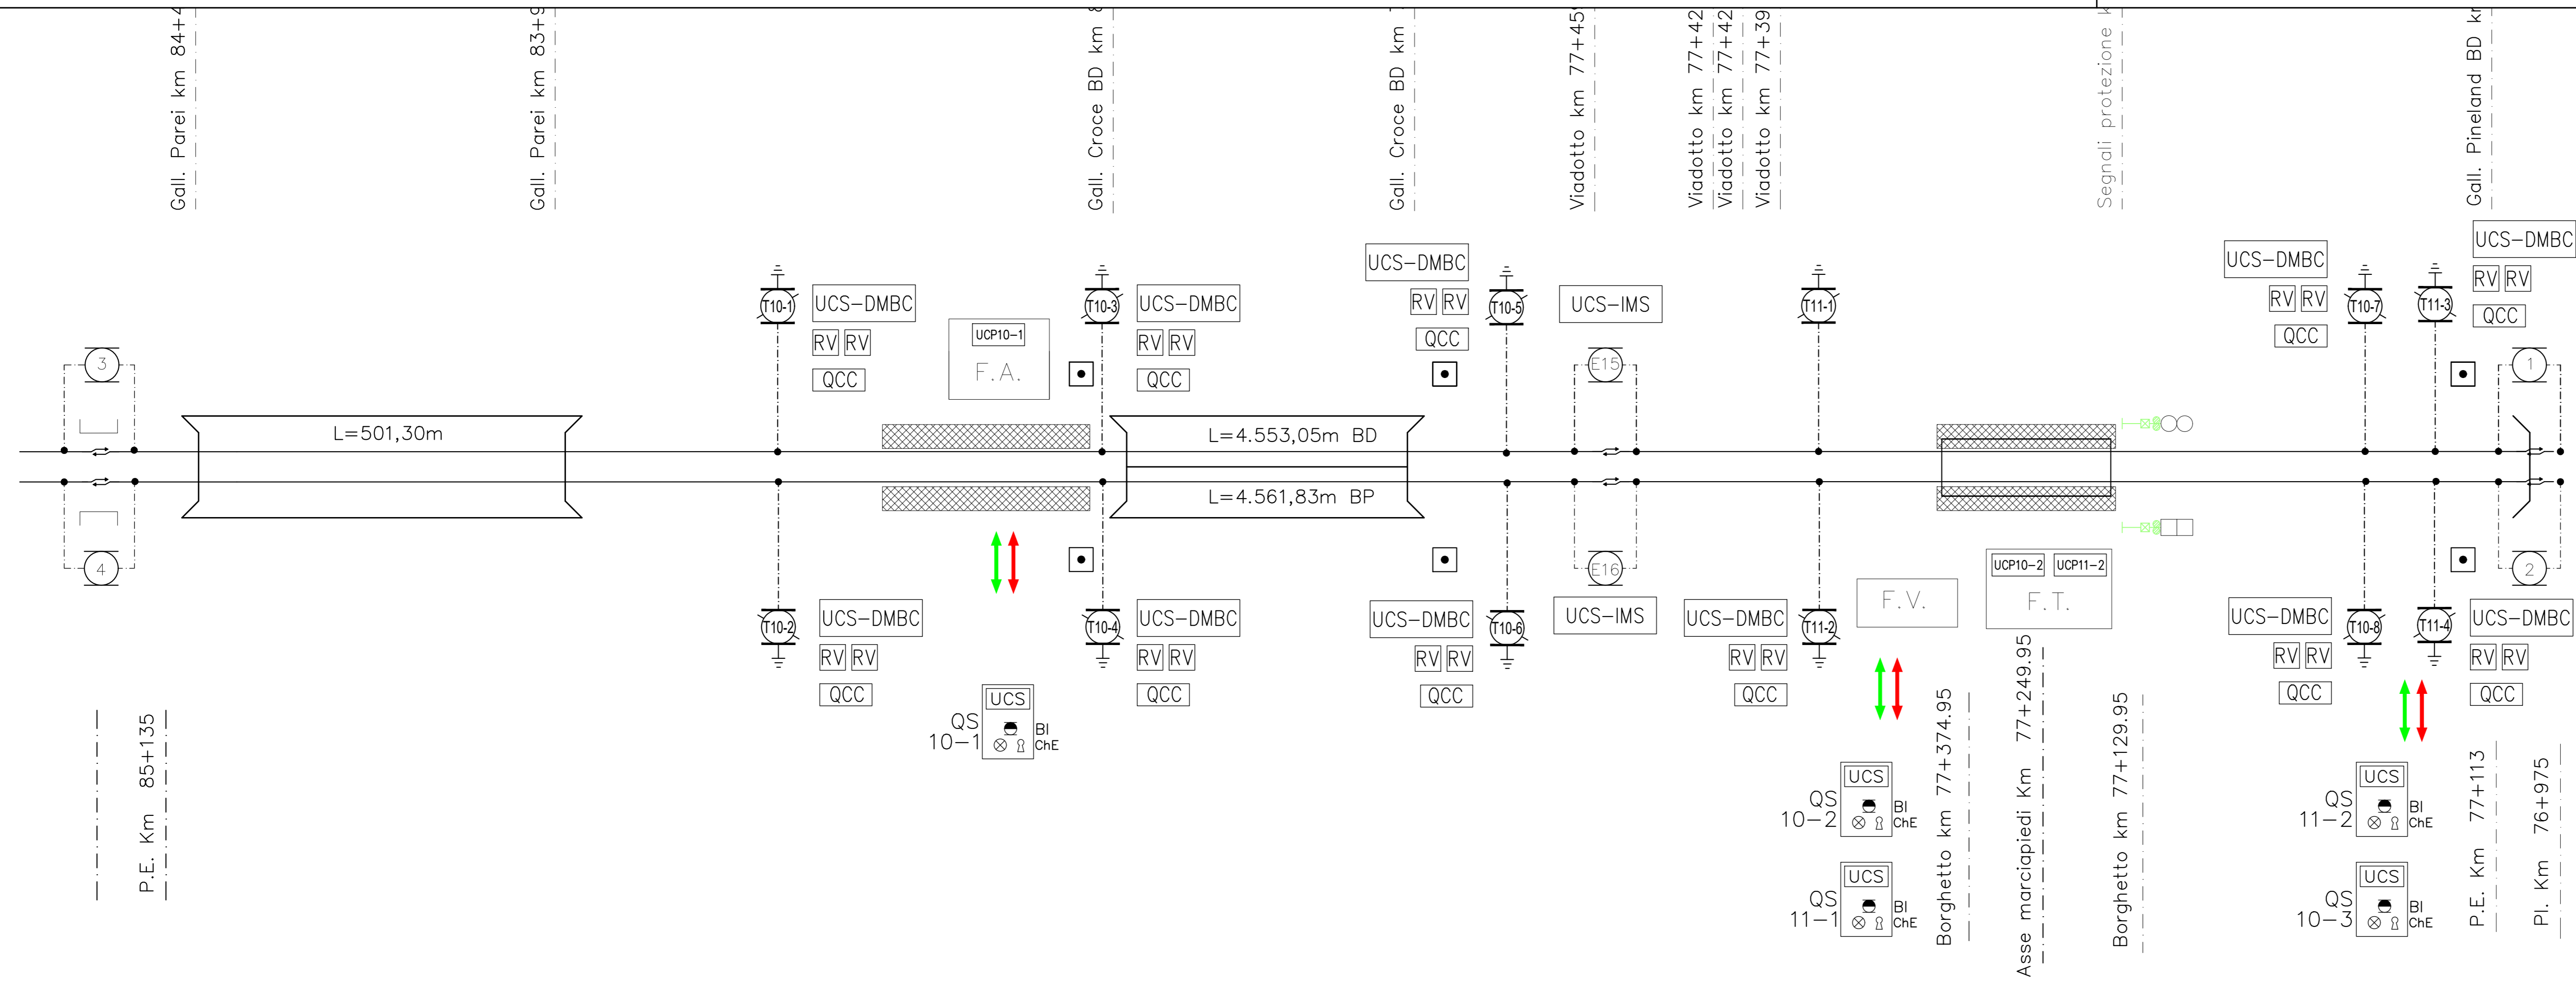 Gall. Parei km 84+4
Gall. Parei km 83+9
Gall. Croce BD km
Gall. Croce BD km
Viadotto km 77+459
Viadotto km 77+42
Viadotto km 77+42
Viadotto km 77+39
Segnali protezione
Gall. Pineland BD km
UCS-DMBC
RV RV
QCC
T10-1
UCS-DMBC
RV RV
QCC
UCP10-1
F.A.
T10-3
UCS-DMBC
RV RV
QCC
UCS-DMBC
RV RV
QCC
T10-5
UCS-IMS
T11-1
UCS-DMBC
RV RV
QCC
T10-7
T11-3
3
E15
1
L=501,30m
L=4.553,05m BD
L=4.561,83m BP
4
E16
2
T10-2
UCS-DMBC
RV RV
QCC
T10-4
UCS-DMBC
RV RV
QCC
UCS-DMBC
RV RV
QCC
T10-6
UCS-IMS
UCS-DMBC
RV RV
QCC
T11-2
F.V.
UCP10-2 UCP11-2
F.T.
UCS-DMBC
RV RV
QCC
T10-8
T11-4
UCS-DMBC
RV RV
QCC
UCS
QS
10-1
BI
ChE
UCS
QS
10-2
BI
ChE
UCS
QS
11-1
BI
ChE
UCS
QS
11-2
BI
ChE
UCS
QS
10-3
BI
ChE
P.E. Km 85+135
Borghetto km 77+374.95
Asse marciapiedi Km 77+249.95
Borghetto km 77+129.95
P.E. Km 77+113
PI. Km 76+975